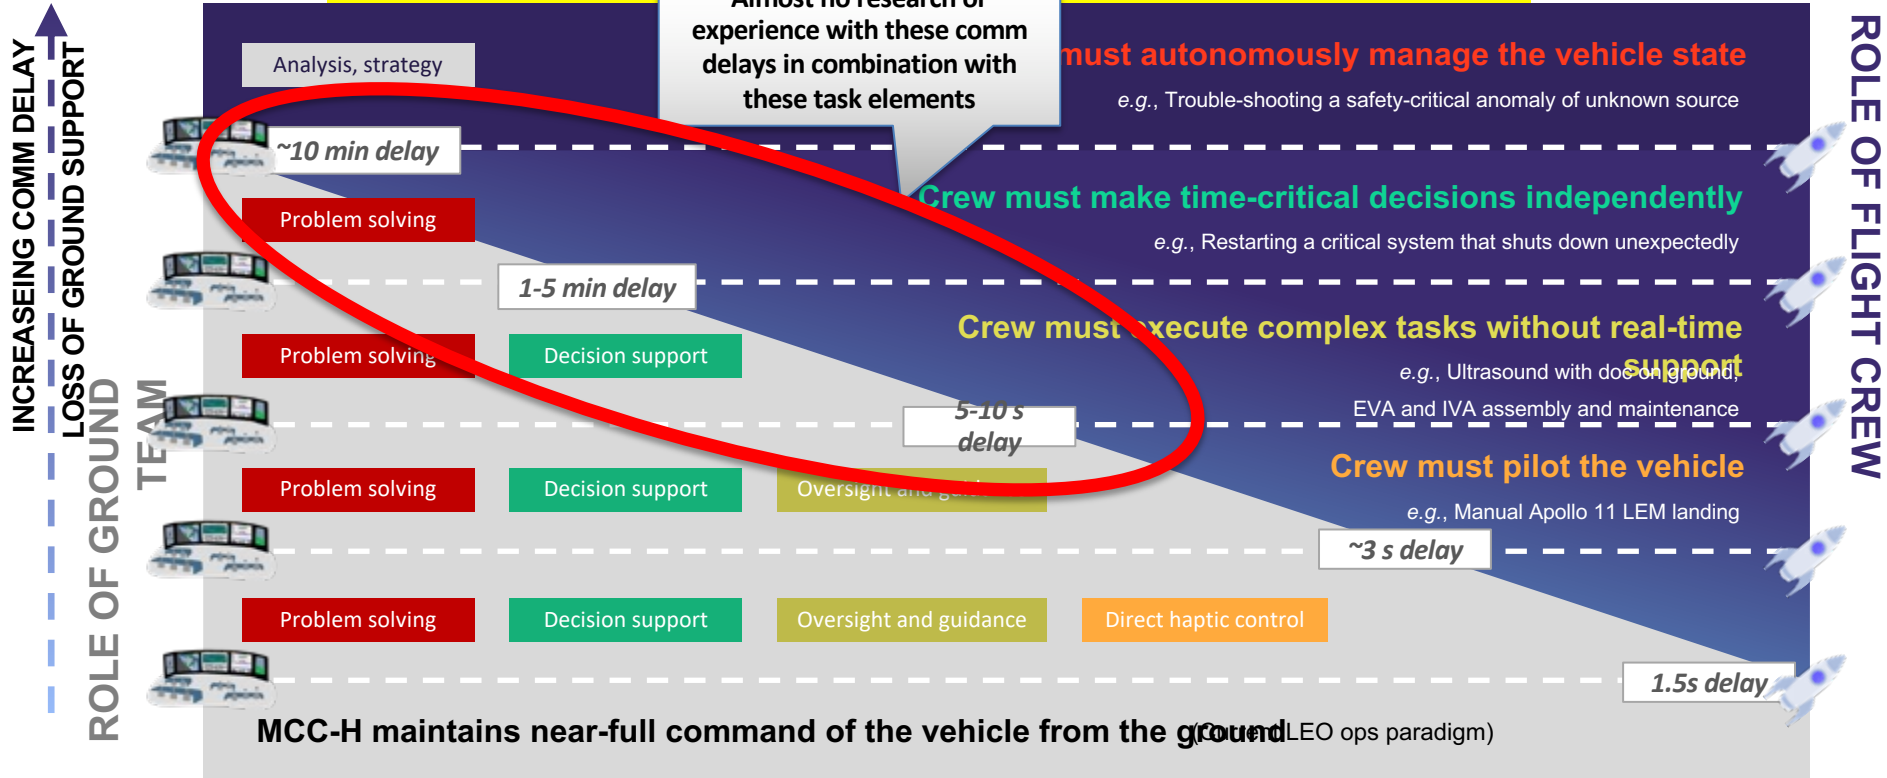 Almost no research or
experience with these comm
delays in combination with
these task elements
INCREASEING COMM DELAY
LOSS OF GROUND SUPPORT
ROLE OF GROUND
TEAM
ROLE OF FLIGHT CREW
Analysis, strategy
must autonomously manage the vehicle state
e.g., Trouble-shooting a safety-critical anomaly of unknown source
~10 min delay
Problem solving
Crew must make time-critical decisions independently
e.g., Restarting a critical system that shuts down unexpectedly
1-5 min delay
Problem solving
Decision support
Crew must execute complex tasks without real-time
support
e.g., Ultrasound with doc on ground,
EVA and IVA assembly and maintenance
5-10 s
delay
Problem solving
Decision support
Oversight and guidance
Crew must pilot the vehicle
e.g., Manual Apollo 11 LEM landing
~3 s delay
Problem solving
Decision support
Oversight and guidance
Direct haptic control
1.5s delay
MCC-H maintains near-full command of the vehicle from the ground
(Current LEO ops paradigm)